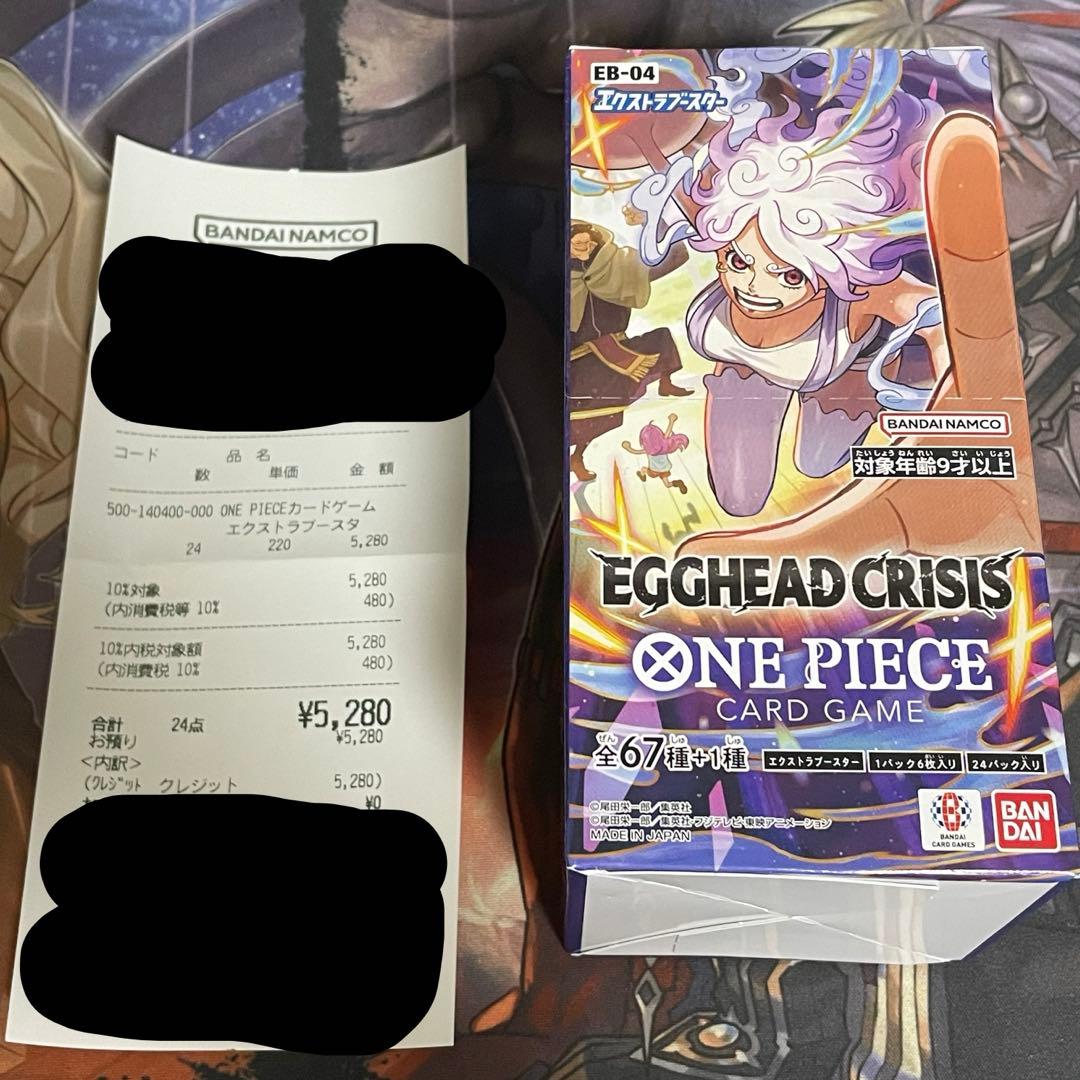 BANDAI NAMCO
コード 品名
数 単価 金額
500-140400-000 ONE PIECEカードゲーム
エクストラブースタ
24 220 5,280
10%対象 5,280
(内消費税等 10% 480)
10%内税対象額 5,280
(内消費税 10% 480)
合計 24点 ¥5,280
お預り ¥5,280
<内訳>
(クレジット クレジット 5,280)
¥0
EB-04
エクストラブースター
BANDAI NAMCO
たいしょうねんれい さいいじょう
対象年齢9才以上
EGGHEAD CRISIS
ONE PIECE
CARD GAME
ぜん しゅ しゅ
全67種+1種
エクストラブースター 1パック6枚入り 24パック入り
©尾田栄一郎/集英社
©尾田栄一郎/集英社・フジテレビ・東映アニメーション
MADE IN JAPAN
BANDAI
CARD GAMES
BAN
DAI